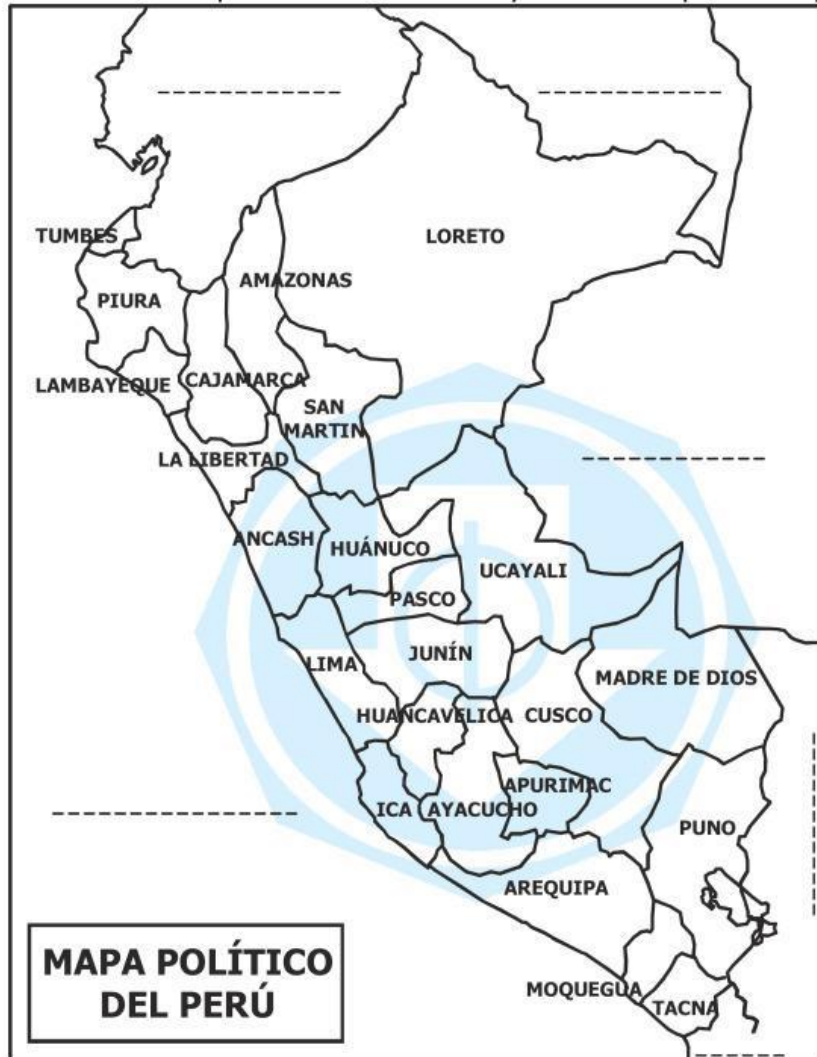 TUMBES
LORETO
AMAZONAS
PIURA
LAMBAYEQUE
CAJAMARCA
SAN
MARTIN
LA LIBERTAD
ANCASH
HUÁNUCO
UCAYALI
PASCO
JUNÍN
LIMA
MADRE DE DIOS
HUANCAVELICA
CUSCO
APURIMAC
ICA
AYACUCHO
PUNO
AREQUIPA
MOQUEGUA
TACNA
MAPA POLÍTICO
DEL PERÚ